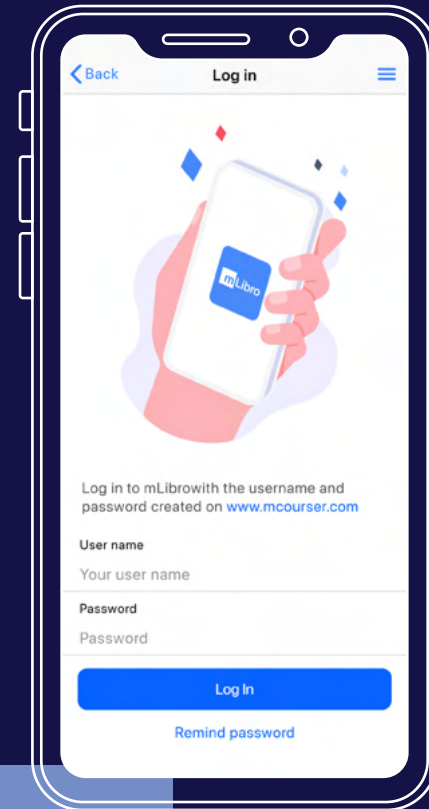 Back
Log in
mLibro
Log in to mLibrowith the username and
password created on www.mcourser.com
User name
Your user name
Password
Password
Log In
Remind password